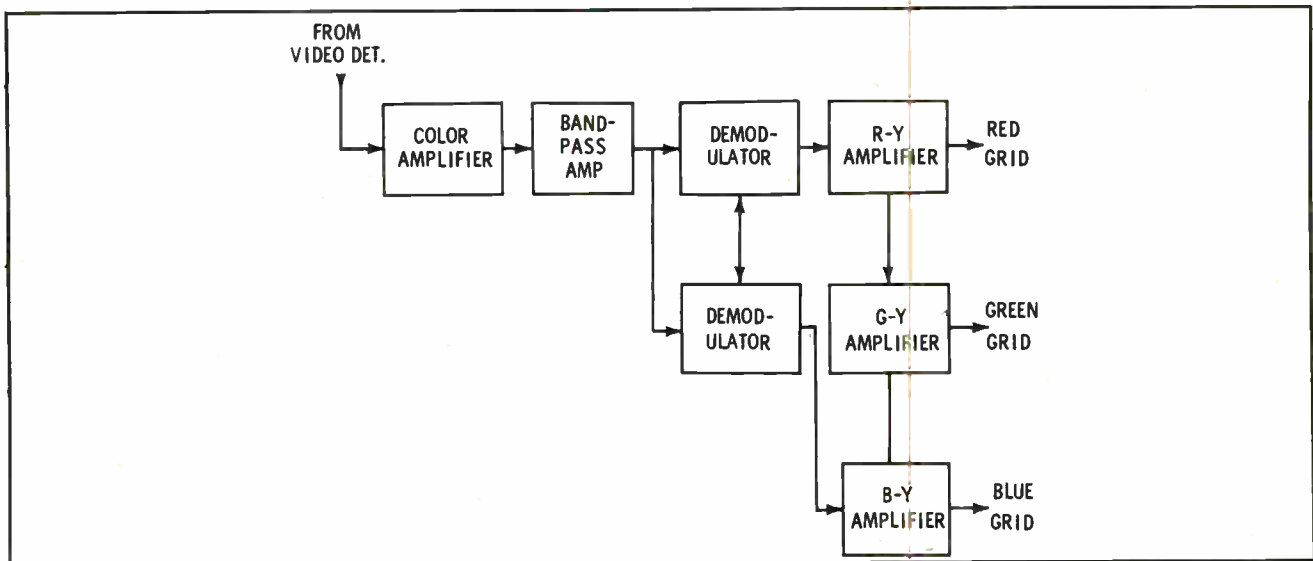 FROM
VIDEO DET.
COLOR
AMPLIFIER
BAND-
PASS
AMP
DEMOD-
ULATOR
R-Y
AMPLIFIER
RED
GRID
DEMOD-
ULATOR
G-Y
AMPLIFIER
GREEN
GRID
B-Y
AMPLIFIER
BLUE
GRID